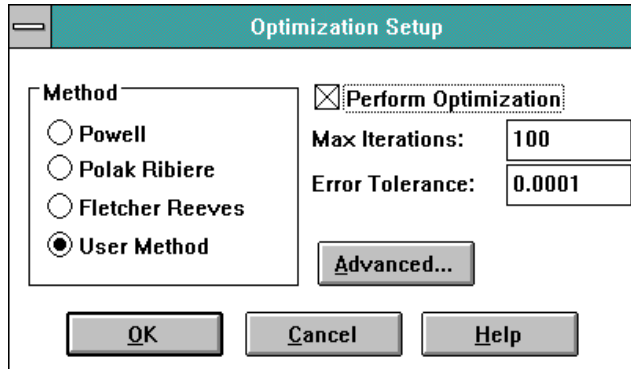 Optimization Setup
Method
Powell
Polak Ribiere
Fletcher Reeves
User Method
Perform Optimization
Max Iterations: 100
Error Tolerance: 0.0001
Advanced...
OK Cancel Help